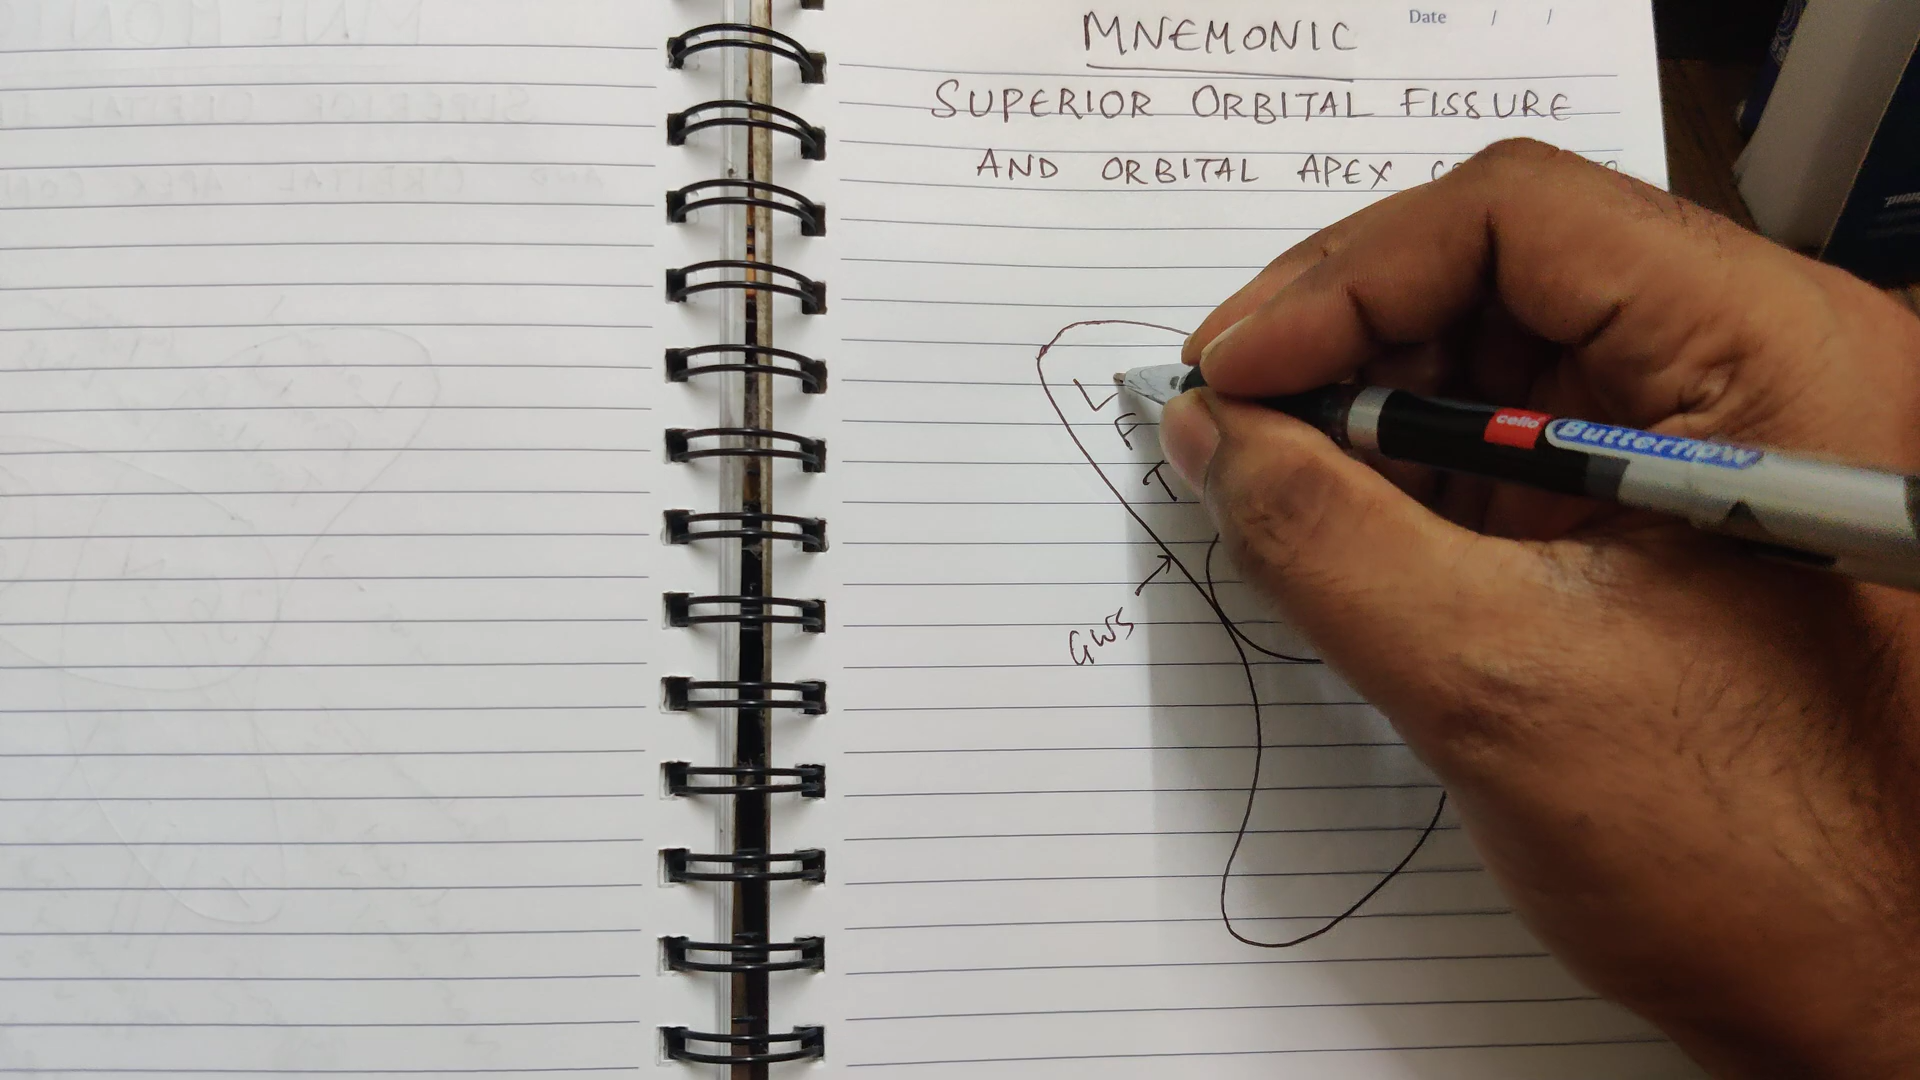 MNEMONIC
Date / /
SUPERIOR ORBITAL FISSURE
AND ORBITAL APEX
L
F
T
GWS
cello Butterflow